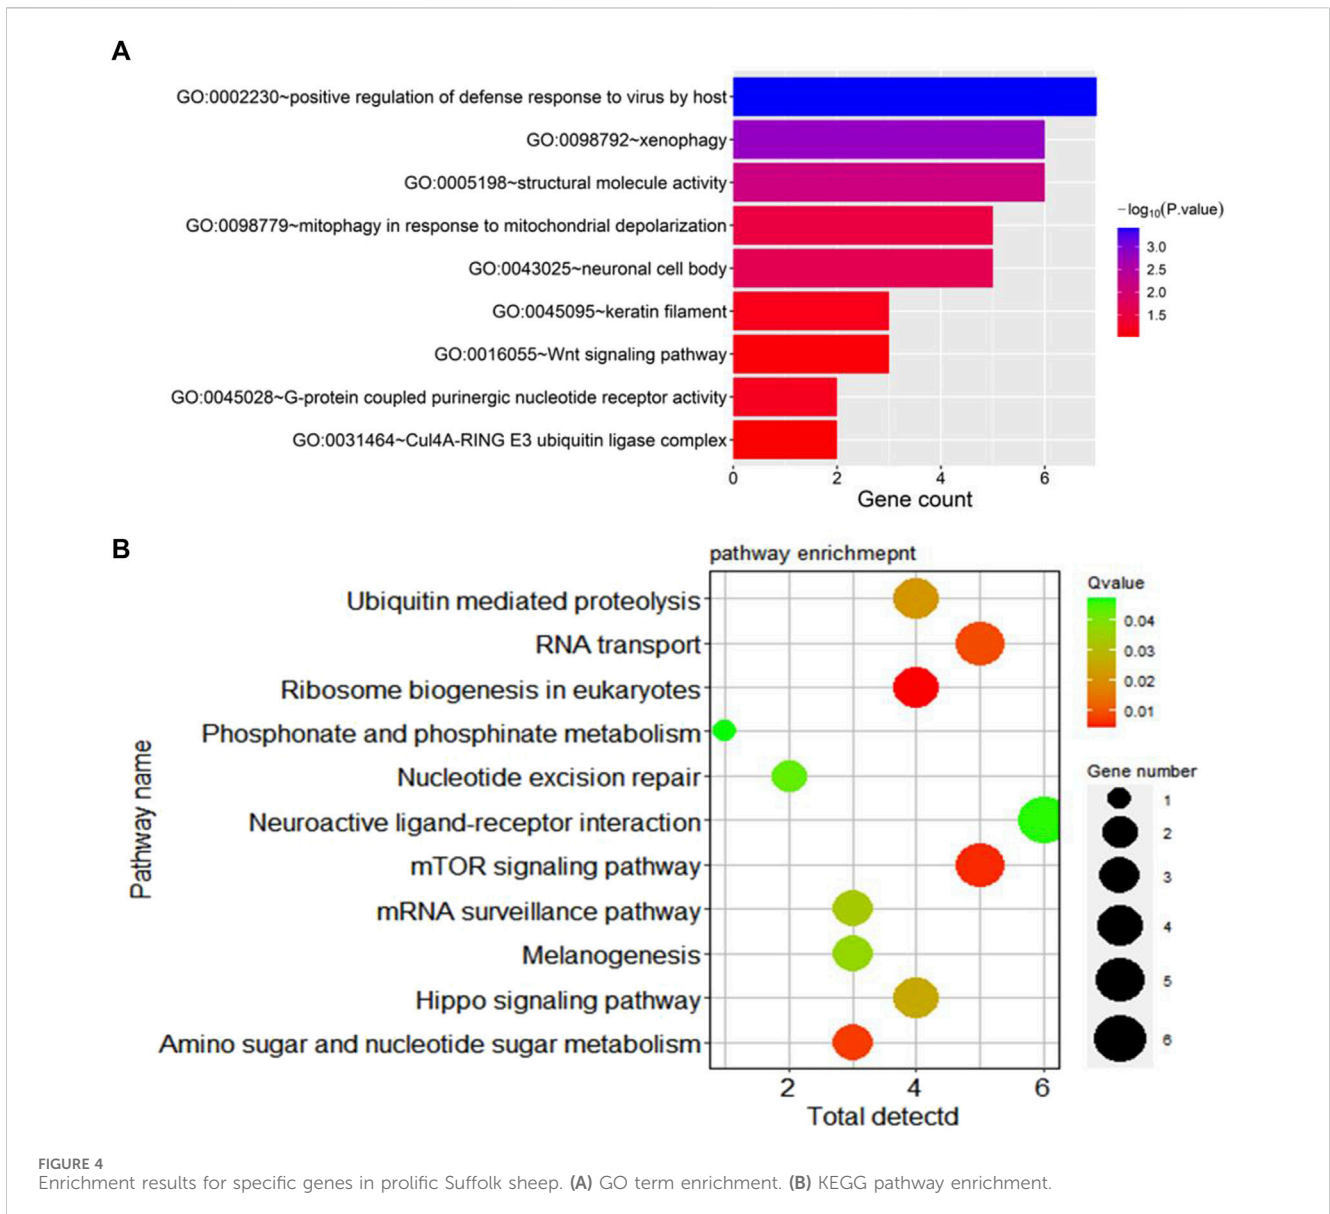 A
GO:0002230~positive regulation of defense response to virus by host
GO:0098792~xenophagy
GO:0005198~structural molecule activity
GO:0098779~mitophagy in response to mitochondrial depolarization
GO:0043025~neuronal cell body
GO:0045095~keratin filament
GO:0016055~Wnt signaling pathway
GO:0045028~G-protein coupled purinergic nucleotide receptor activity
GO:0031464~Cul4A-RING E3 ubiquitin ligase complex
0 2 4 6
Gene count
−log₁₀(P.value)
3.0
2.5
2.0
1.5
B
pathway enrichmepnt
Pathway name
Ubiquitin mediated proteolysis
RNA transport
Ribosome biogenesis in eukaryotes
Phosphonate and phosphinate metabolism
Nucleotide excision repair
Neuroactive ligand-receptor interaction
mTOR signaling pathway
mRNA surveillance pathway
Melanogenesis
Hippo signaling pathway
Amino sugar and nucleotide sugar metabolism
2 4 6
Total detectd
Qvalue
0.04
0.03
0.02
0.01
Gene number
1
2
3
4
5
6
FIGURE 4
Enrichment results for specific genes in prolific Suffolk sheep. (A) GO term enrichment. (B) KEGG pathway enrichment.